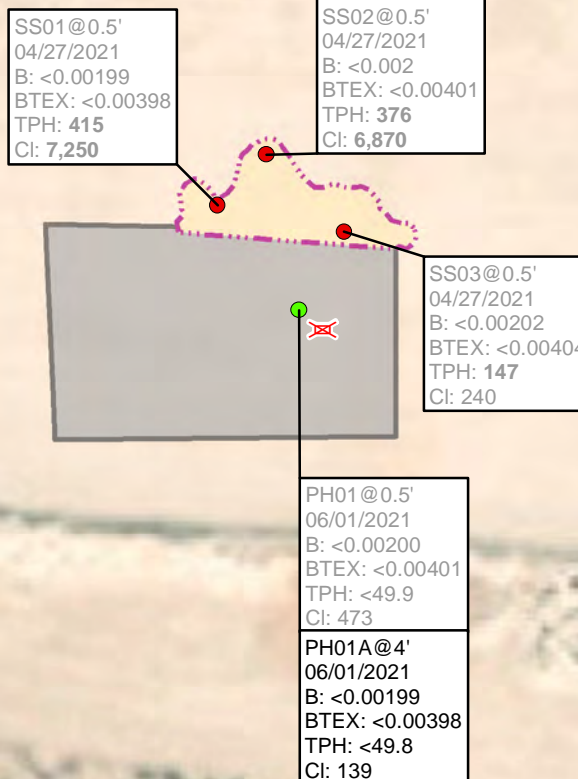 SS01@0.5'
04/27/2021
B: <0.00199
BTEX: <0.00398
TPH: 415
Cl: 7,250
SS02@0.5'
04/27/2021
B: <0.002
BTEX: <0.00401
TPH: 376
Cl: 6,870
SS03@0.5'
04/27/2021
B: <0.00202
BTEX: <0.00404
TPH: 147
Cl: 240
PH01@0.5'
06/01/2021
B: <0.00200
BTEX: <0.00401
TPH: <49.9
Cl: 473
PH01A@4'
06/01/2021
B: <0.00199
BTEX: <0.00398
TPH: <49.8
Cl: 139